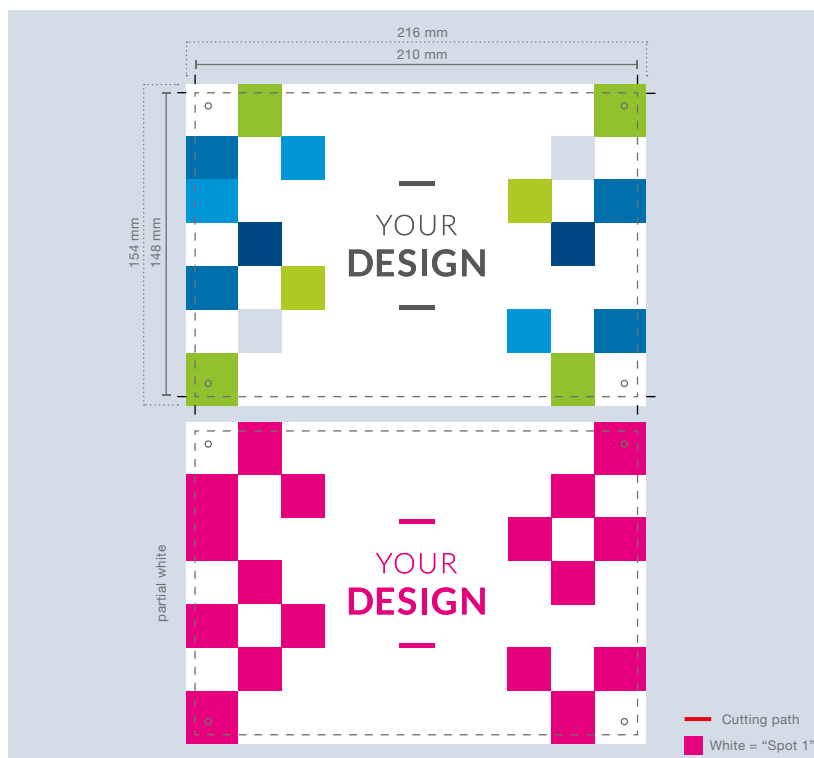 216 mm
210 mm
154 mm
148 mm
YOUR
DESIGN
partial white
YOUR
DESIGN
Cutting path
White = “Spot 1”